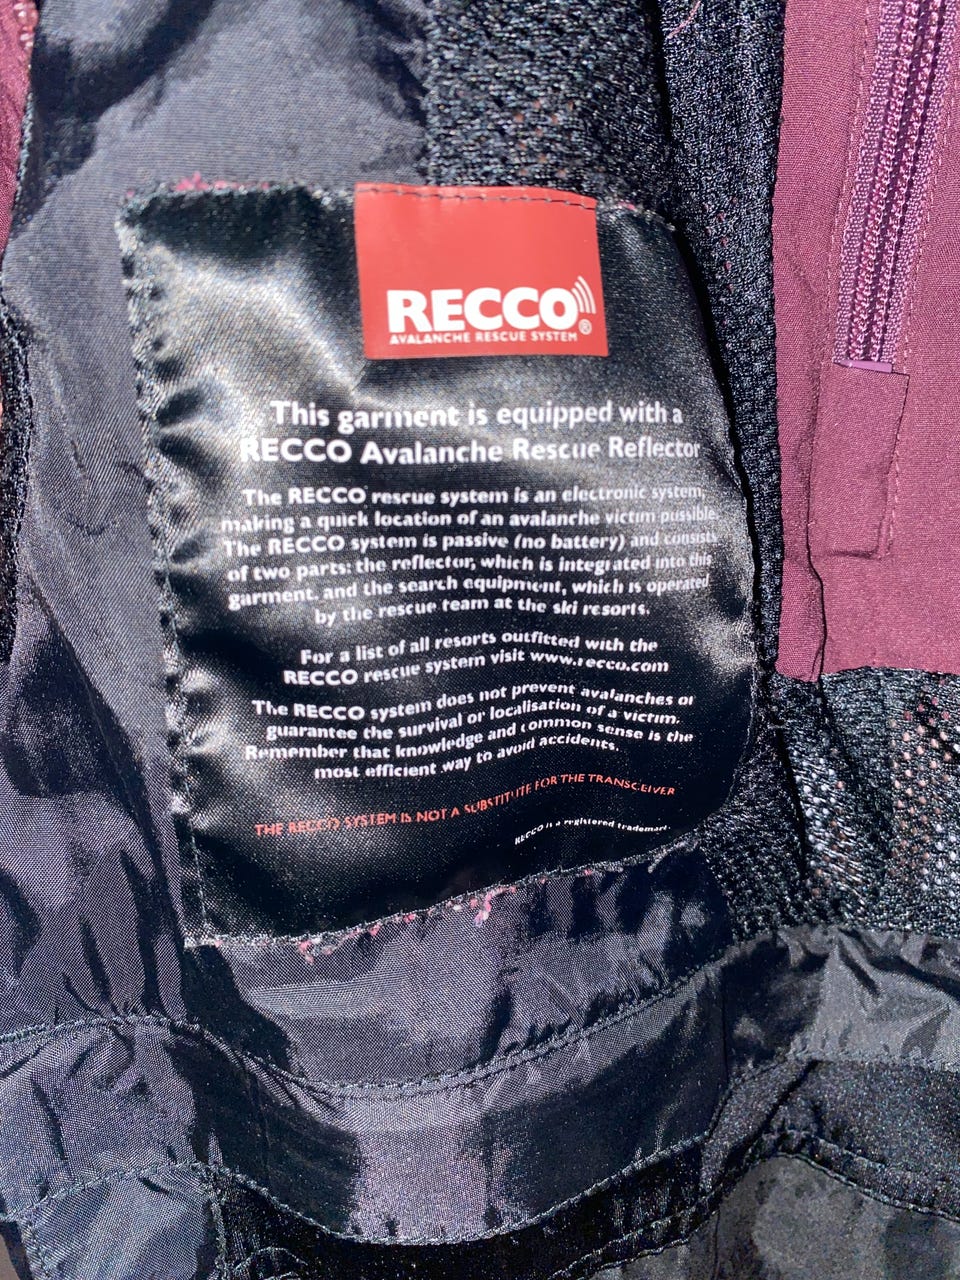 RECCO®
AVALANCHE RESCUE SYSTEM
This garment is equipped with a
RECCO Avalanche Rescue Reflector
The RECCO rescue system is an electronic system,
making a quick location of an avalanche victim possible.
The RECCO system is passive (no battery) and consists
of two parts: the reflector, which is integrated into this
garment, and the search equipment, which is operated
by the rescue team at the ski resorts.
For a list of all resorts outfitted with the
RECCO rescue system visit www.recco.com
The RECCO system does not prevent avalanches or
guarantee the survival or localisation of a victim.
Remember that knowledge and common sense is the
most efficient way to avoid accidents.
THE RECCO SYSTEM IS NOT A SUBSTITUTE FOR THE TRANSCEIVER
RECCO is a registered trademark.